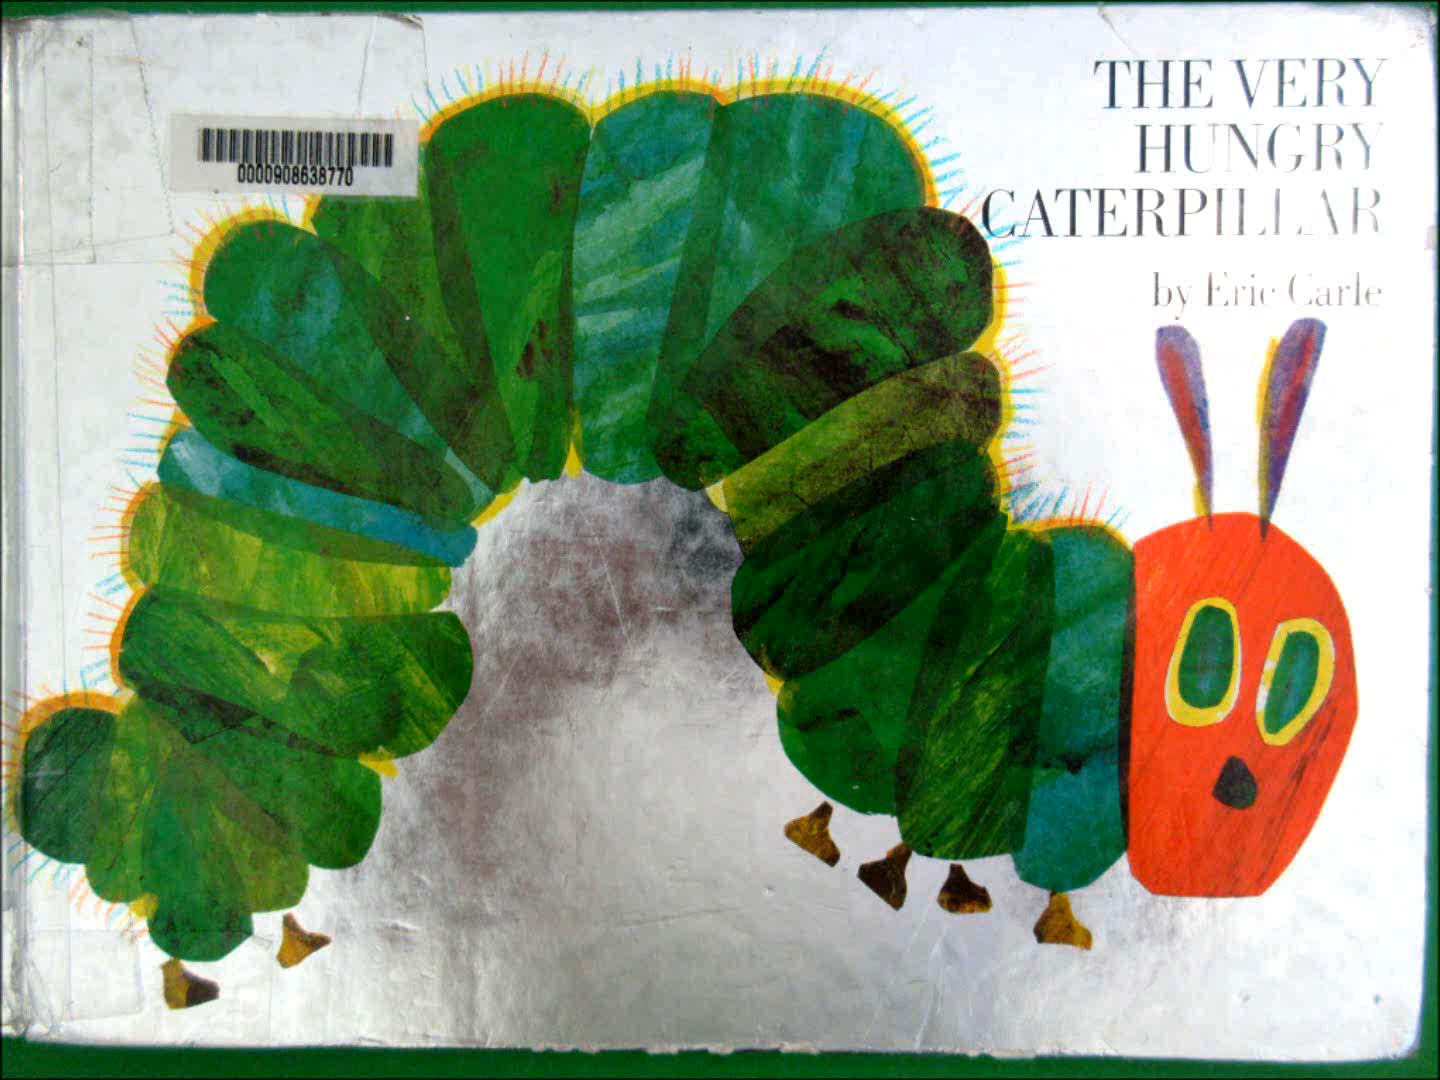 0000908638770
THE VERY
HUNGRY
CATERPILLAR
by Eric Carle